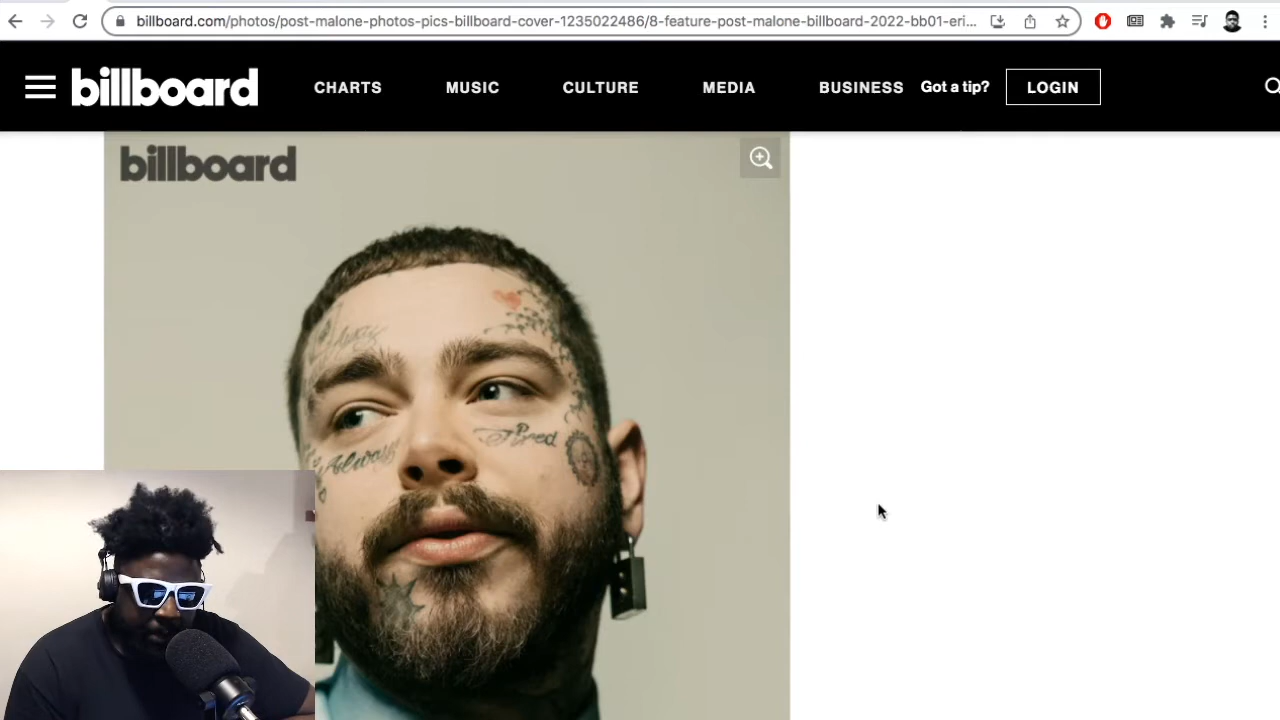 billboard.com/photos/post-malone-photos-pics-billboard-cover-1235022486/8-feature-post-malone-billboard-2022-bb01-eri...
billboard CHARTS MUSIC CULTURE MEDIA BUSINESS Got a tip? LOGIN
billboard
Always Tired